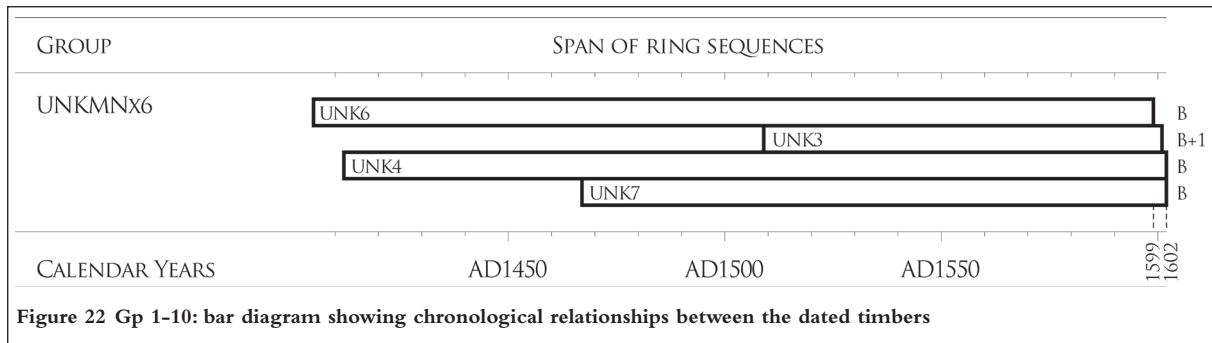 GROUP SPAN OF RING SEQUENCES
UNKMNX6
UNK6 B
UNK3 B+1
UNK4 B
UNK7 B
CALENDAR YEARS AD1450 AD1500 AD1550 1599 1602
Figure 22 Gp 1-10: bar diagram showing chronological relationships between the dated timbers